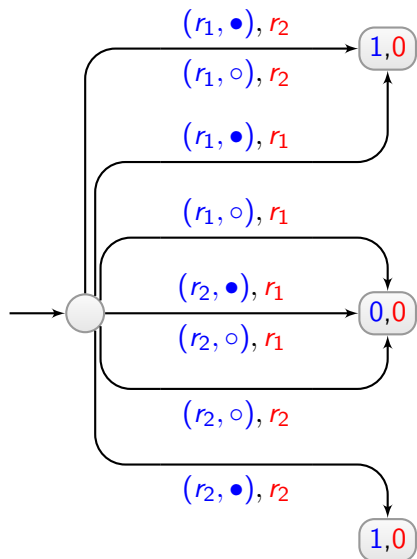 (r₁, •), r₂
1,0
(r₁, ○), r₂
(r₁, •), r₁
(r₁, ○), r₁
(r₂, •), r₁
0,0
(r₂, ○), r₁
(r₂, ○), r₂
(r₂, •), r₂
1,0